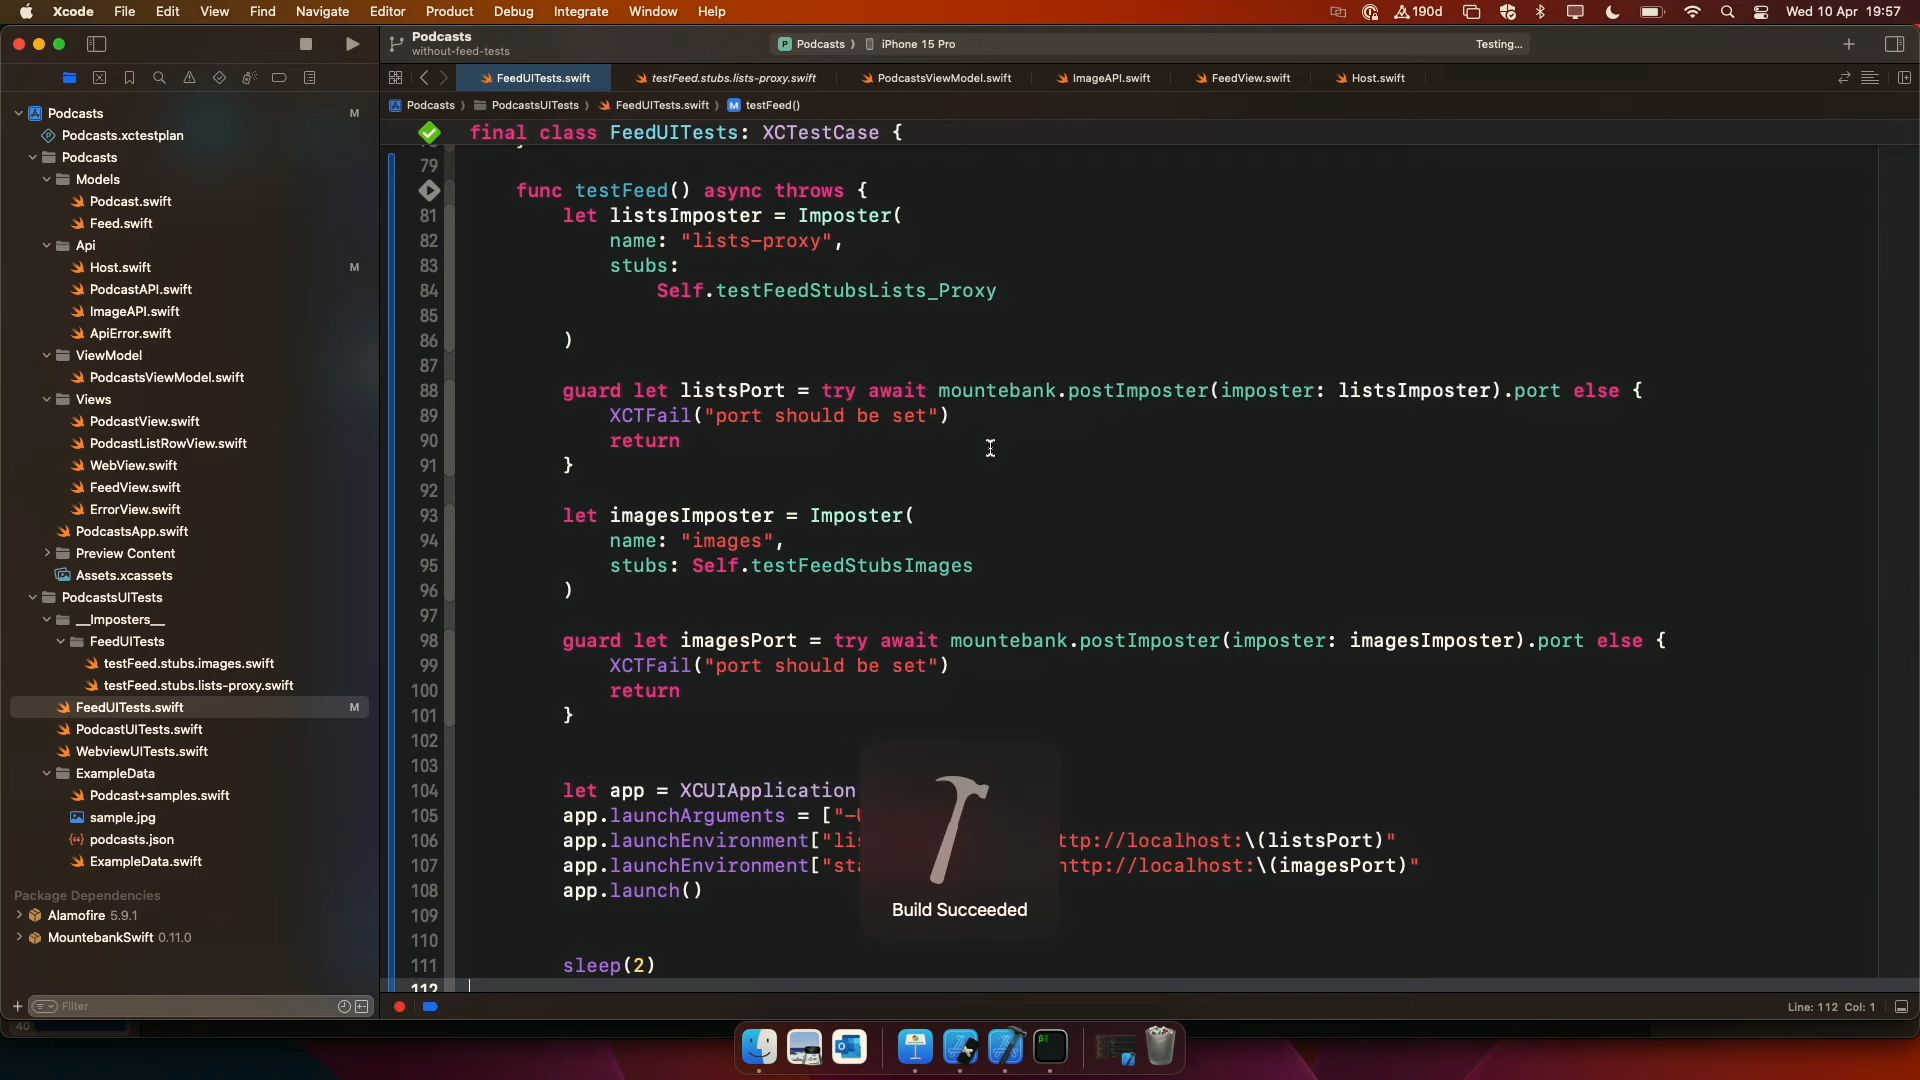 Xcode File Edit View Find Navigate Editor Product Debug Integrate Window Help 190d Wed 10 Apr 19:57
Podcasts
without-feed-tests
Podcasts iPhone 15 Pro Testing...
FeedUITests.swift testFeed.stubs.lists-proxy.swift PodcastsViewModel.swift ImageAPI.swift FeedView.swift Host.swift
Podcasts PodcastsUITests FeedUITests.swift M testFeed()
Podcasts M
Podcasts.xctestplan
Podcasts
Models
Podcast.swift
Feed.swift
Api
Host.swift M
PodcastAPI.swift
ImageAPI.swift
ApiError.swift
ViewModel
PodcastsViewModel.swift
Views
PodcastView.swift
PodcastListRowView.swift
WebView.swift
FeedView.swift
ErrorView.swift
PodcastsApp.swift
Preview Content
Assets.xcassets
PodcastsUITests
__Imposters__
FeedUITests
testFeed.stubs.images.swift
testFeed.stubs.lists-proxy.swift
FeedUITests.swift M
PodcastUITests.swift
WebviewUITests.swift
ExampleData
Podcast+samples.swift
sample.jpg
podcasts.json
ExampleData.swift
Package Dependencies
Alamofire 5.9.1
MountebankSwift 0.11.0
Filter
40
final class FeedUITests: XCTestCase {
79
func testFeed() async throws {
81 let listsImposter = Imposter(
82 name: "lists-proxy",
83 stubs:
84 Self.testFeedStubsLists_Proxy
85
86 )
87
88 guard let listsPort = try await mountebank.postImposter(imposter: listsImposter).port else {
89 XCTFail("port should be set")
90 return
91 }
92
93 let imagesImposter = Imposter(
94 name: "images",
95 stubs: Self.testFeedStubsImages
96 )
97
98 guard let imagesPort = try await mountebank.postImposter(imposter: imagesImposter).port else {
99 XCTFail("port should be set")
100 return
101 }
102
103
104 let app = XCUIApplication
105 app.launchArguments = ["-U
106 app.launchEnvironment["lis ttp://localhost:\(listsPort)"
107 app.launchEnvironment["sta http://localhost:\(imagesPort)"
108 app.launch()
109
110
111 sleep(2)
112
Build Succeeded
Line: 112 Col: 1